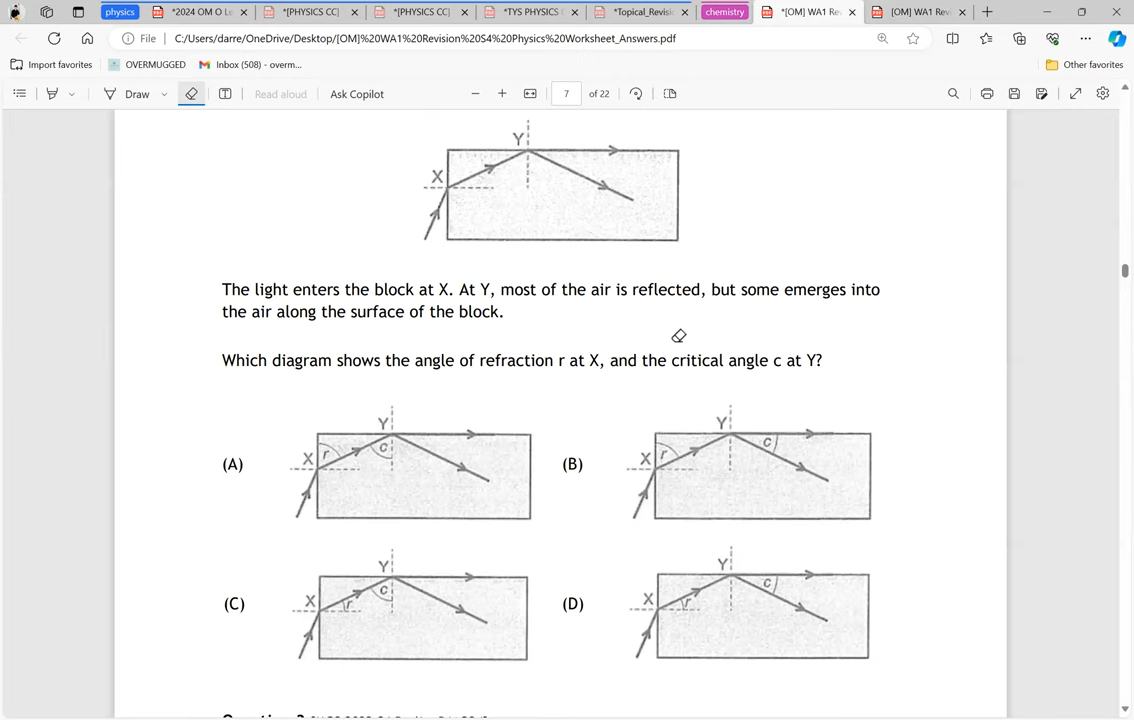 physics
*2024 OM O Le
*[PHYSICS CC]
*[PHYSICS CC]
*TYS PHYSICS
*Topical_Revisi
chemistry
*[OM] WA1 Re
[OM] WA1 Rev
File
C:/Users/darre/OneDrive/Desktop/[OM]%20WA1%20Revision%20S4%20Physics%20Worksheet_Answers.pdf
Import favorites
OVERMUGGED
Inbox (508) - overm...
Other favorites
Draw
Read aloud
Ask Copilot
7
of 22
Y
X
The light enters the block at X. At Y, most of the air is reflected, but some emerges into
the air along the surface of the block.
Which diagram shows the angle of refraction r at X, and the critical angle c at Y?
(A)
Y
X
r
c
(B)
Y
X
r
c
(C)
Y
X
r
c
(D)
Y
X
r
c